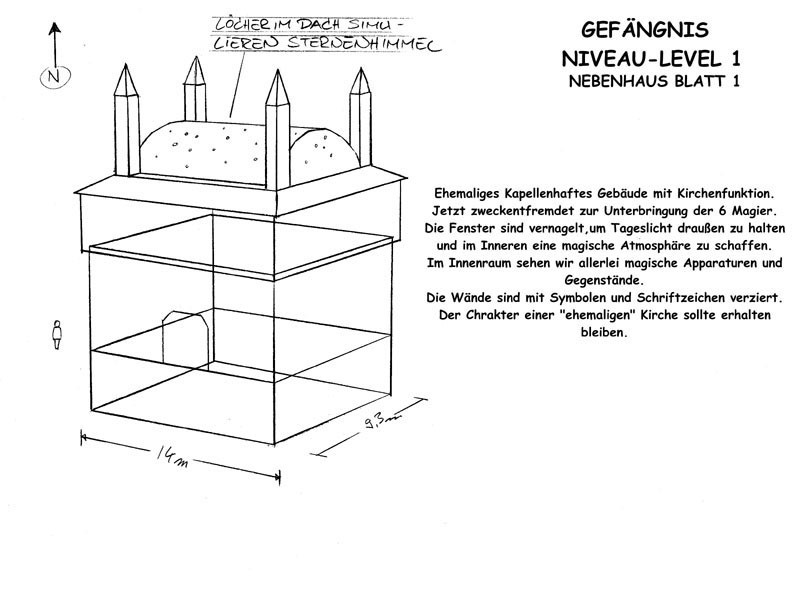 LÖCHER IM DACH SIMU-
LIEREN STERNENHIMMEL
N
GEFÄNGNIS
NIVEAU-LEVEL 1
NEBENHAUS BLATT 1
Ehemaliges Kapellenhaftes Gebäude mit Kirchenfunktion.
Jetzt zweckentfremdet zur Unterbringung der 6 Magier.
Die Fenster sind vernagelt,um Tageslicht draußen zu halten
und im Inneren eine magische Atmosphäre zu schaffen.
Im Innenraum sehen wir allerlei magische Apparaturen und
Gegenstände.
Die Wände sind mit Symbolen und Schriftzeichen verziert.
Der Chrakter einer "ehemaligen" Kirche sollte erhalten
bleiben.
14m
9,3m